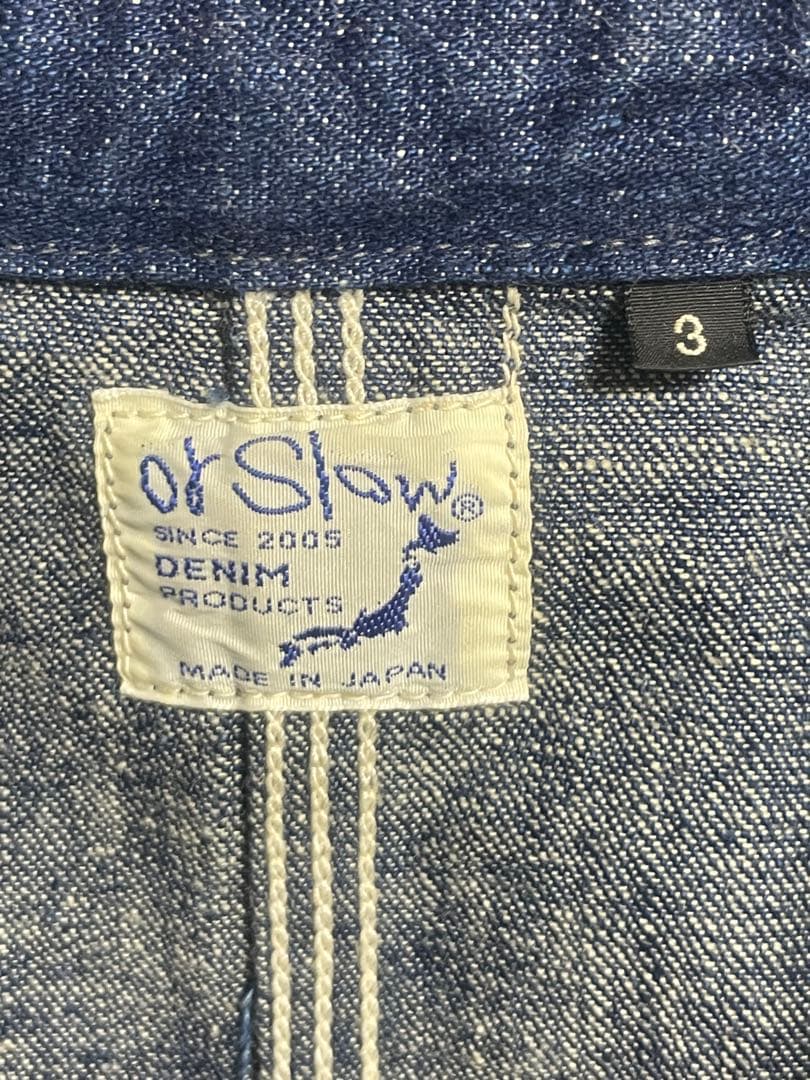 orSlow®
SINCE 2005
DENIM
PRODUCTS
MADE IN JAPAN
3